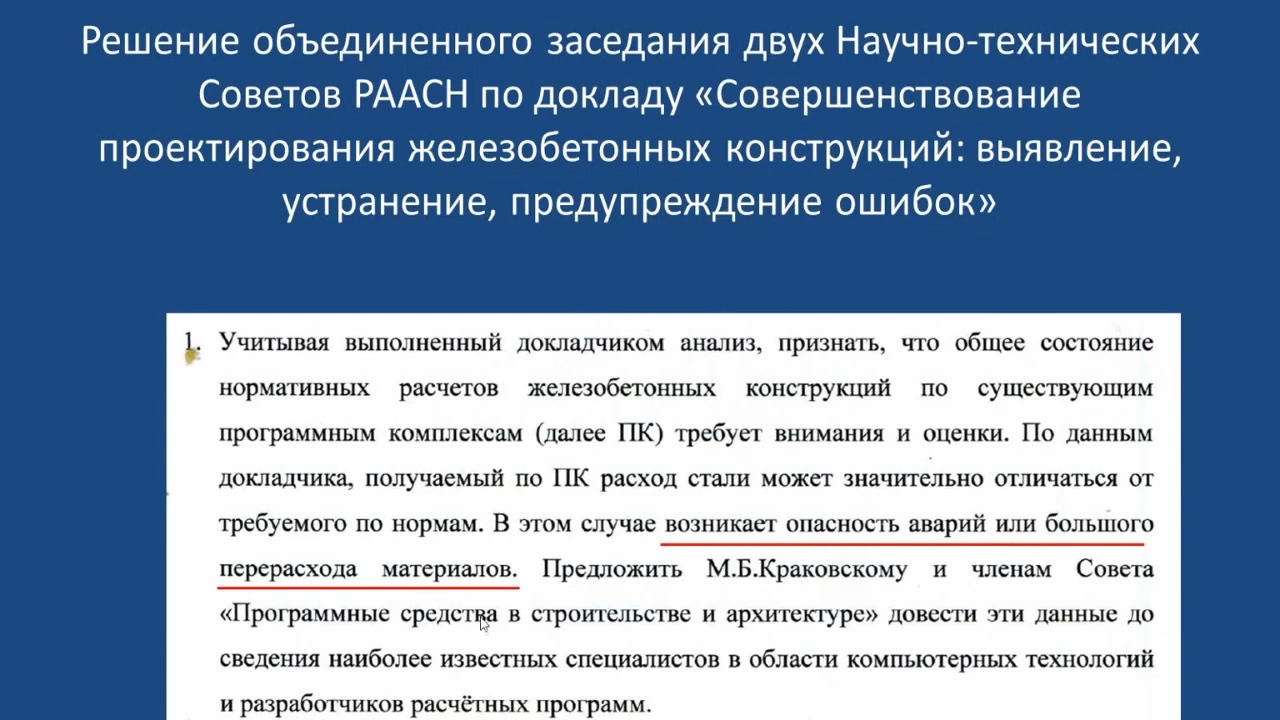 Решение объединенного заседания двух Научно-технических
Советов РААСН по докладу «Совершенствование
проектирования железобетонных конструкций: выявление,
устранение, предупреждение ошибок»
1. Учитывая выполненный докладчиком анализ, признать, что общее состояние
нормативных расчетов железобетонных конструкций по существующим
программным комплексам (далее ПК) требует внимания и оценки. По данным
докладчика, получаемый по ПК расход стали может значительно отличаться от
требуемого по нормам. В этом случае возникает опасность аварий или большого
перерасхода материалов. Предложить М.Б.Краковскому и членам Совета
«Программные средства в строительстве и архитектуре» довести эти данные до
сведения наиболее известных специалистов в области компьютерных технологий
и разработчиков расчётных программ.